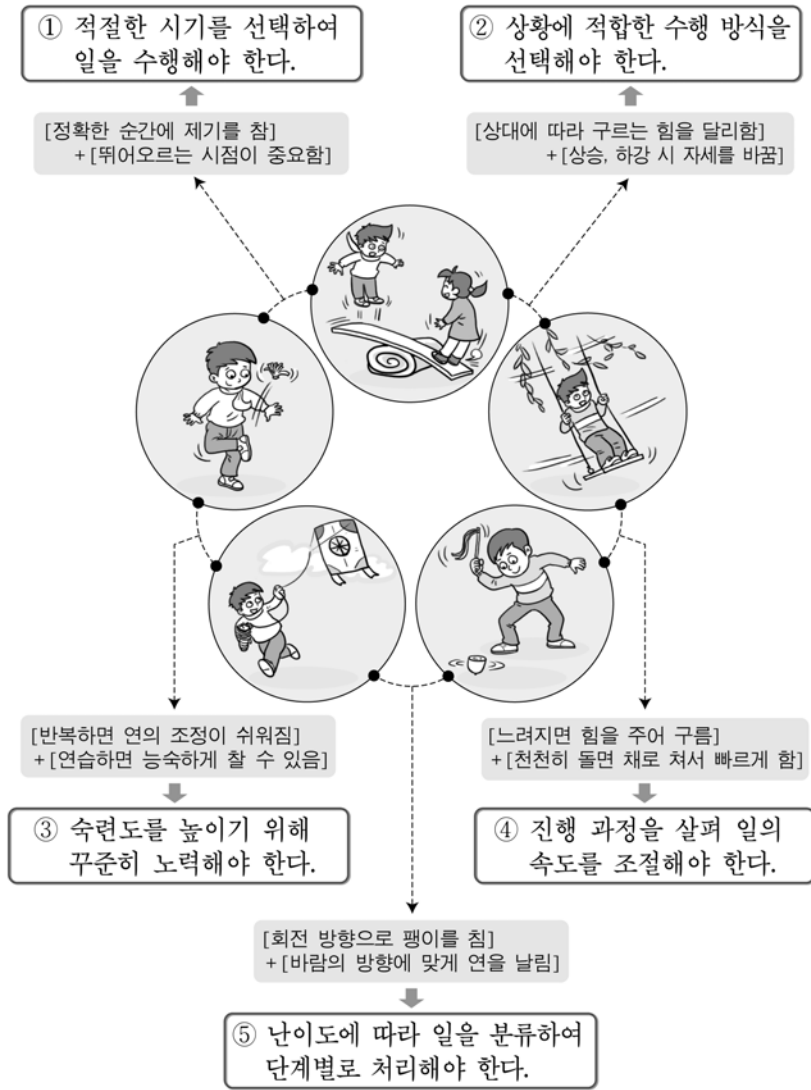 ① 적절한 시기를 선택하여
일을 수행해야 한다.
② 상황에 적합한 수행 방식을
선택해야 한다.
[정확한 순간에 제기를 참]
+ [뛰어오르는 시점이 중요함]
[상대에 따라 구르는 힘을 달리함]
+ [상승, 하강 시 자세를 바꿈]
[반복하면 연의 조정이 쉬워짐]
+ [연습하면 능숙하게 찰 수 있음]
[느려지면 힘을 주어 구름]
+ [천천히 돌면 채로 쳐서 빠르게 함]
③ 숙련도를 높이기 위해
꾸준히 노력해야 한다.
④ 진행 과정을 살펴 일의
속도를 조절해야 한다.
[회전 방향으로 팽이를 침]
+ [바람의 방향에 맞게 연을 날림]
⑤ 난이도에 따라 일을 분류하여
단계별로 처리해야 한다.